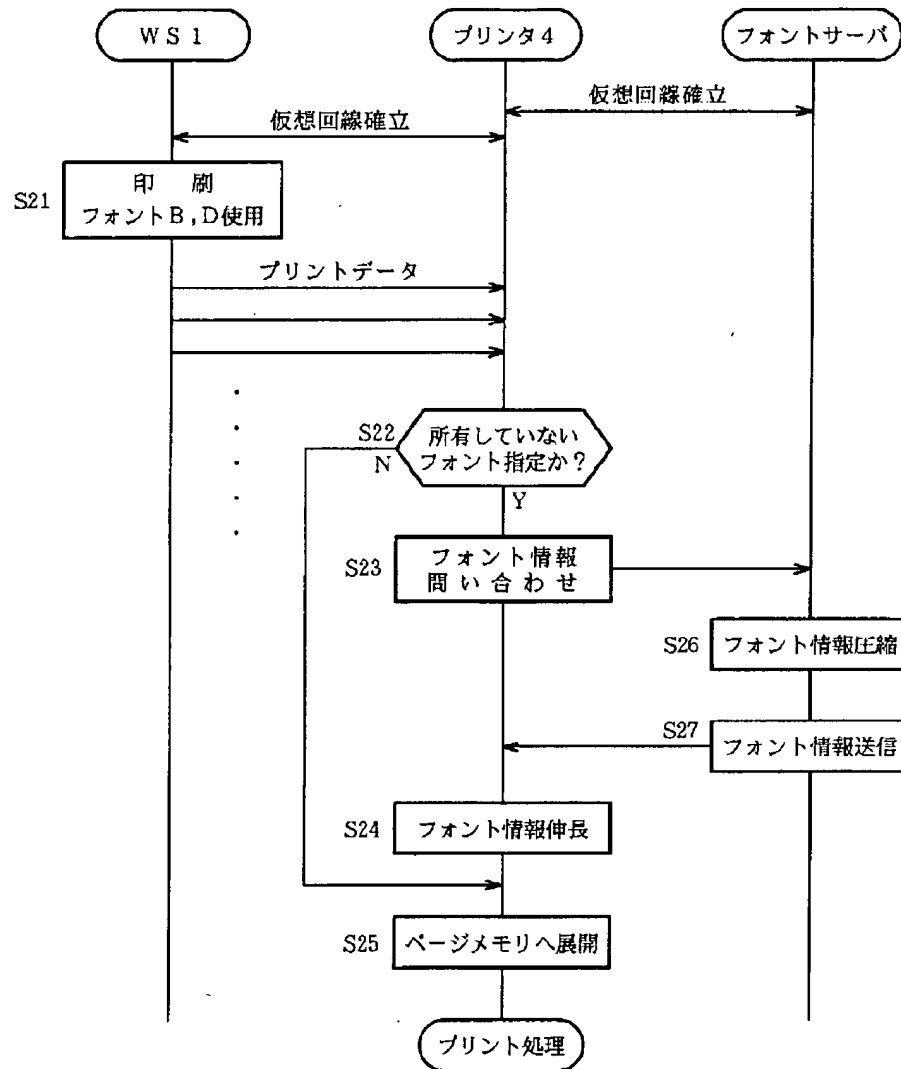 WS1
プリンタ4
フォントサーバ
仮想回線確立
仮想回線確立
S21
印 刷
フォントB,D使用
プリントデータ
S22
所有していない
フォント指定か?
N
Y
S23
フォント情報
問い合わせ
S26
フォント情報圧縮
S27
フォント情報送信
S24
フォント情報伸長
S25
ページメモリへ展開
プリント処理